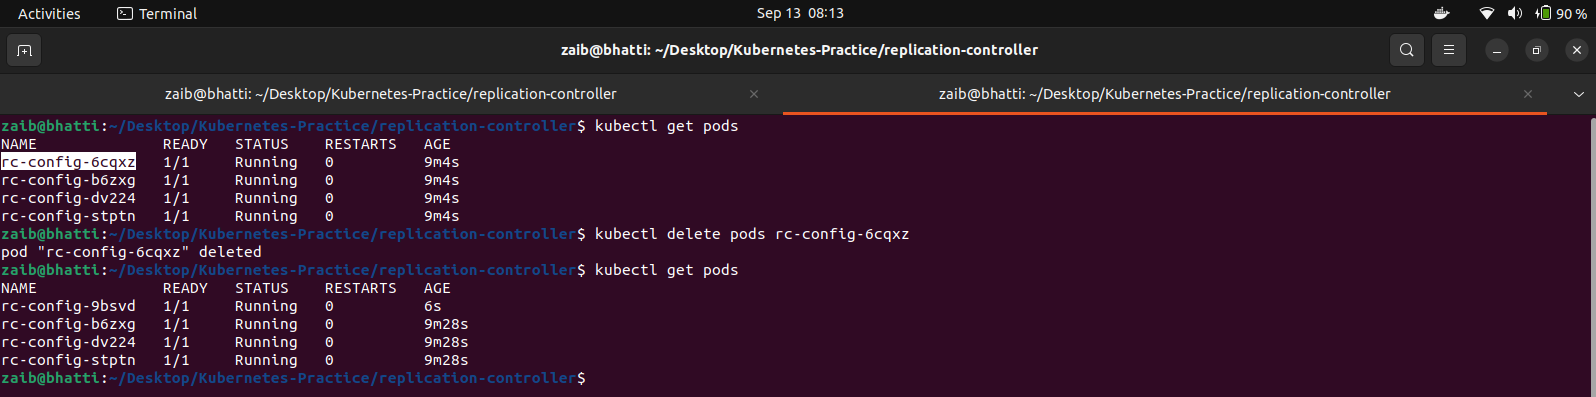 Activities Terminal Sep 13 08:13 90 %
zaib@bhatti: ~/Desktop/Kubernetes-Practice/replication-controller
zaib@bhatti: ~/Desktop/Kubernetes-Practice/replication-controller zaib@bhatti: ~/Desktop/Kubernetes-Practice/replication-controller
zaib@bhatti:~/Desktop/Kubernetes-Practice/replication-controller$ kubectl get pods
NAME READY STATUS RESTARTS AGE
rc-config-6cqxz 1/1 Running 0 9m4s
rc-config-b6zxg 1/1 Running 0 9m4s
rc-config-dv224 1/1 Running 0 9m4s
rc-config-stptn 1/1 Running 0 9m4s
zaib@bhatti:~/Desktop/Kubernetes-Practice/replication-controller$ kubectl delete pods rc-config-6cqxz
pod "rc-config-6cqxz" deleted
zaib@bhatti:~/Desktop/Kubernetes-Practice/replication-controller$ kubectl get pods
NAME READY STATUS RESTARTS AGE
rc-config-9bsvd 1/1 Running 0 6s
rc-config-b6zxg 1/1 Running 0 9m28s
rc-config-dv224 1/1 Running 0 9m28s
rc-config-stptn 1/1 Running 0 9m28s
zaib@bhatti:~/Desktop/Kubernetes-Practice/replication-controller$